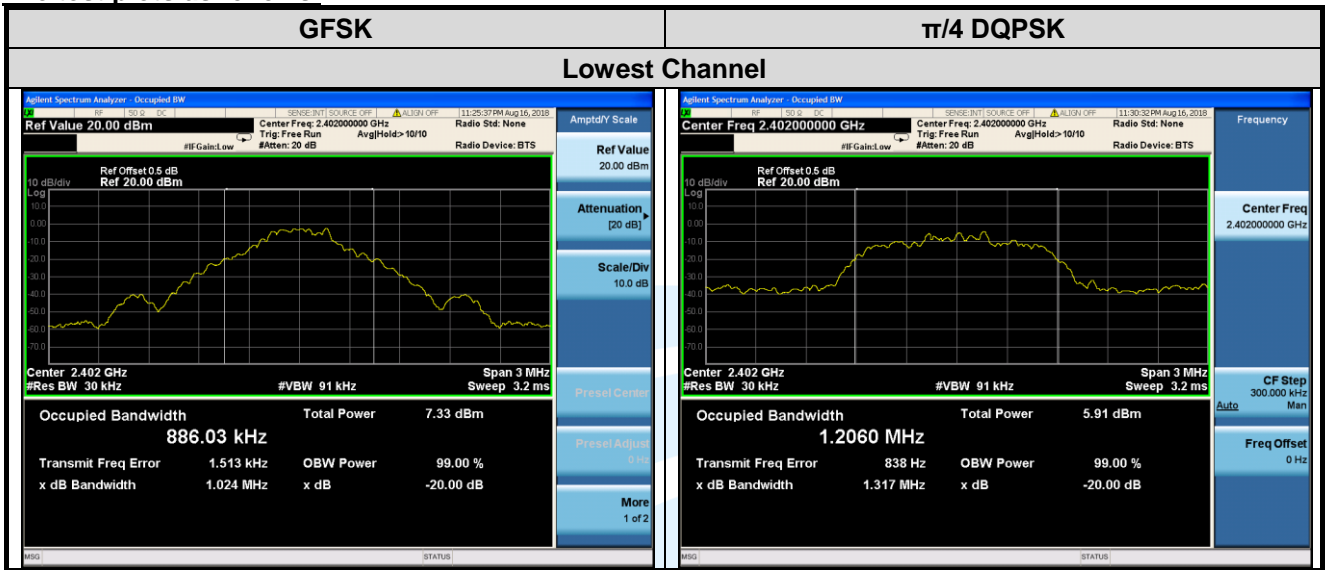 GFSK
π/4 DQPSK
Lowest Channel
Agilent Spectrum Analyzer - Occupied BW
RF 50 Ω DC SENSE:INT SOURCE OFF ALIGN OFF 11:25:37 PM Aug 16, 2018
Ref Value 20.00 dBm
Center Freq: 2.402000000 GHz
Radio Std: None
Trig: Free Run Avg|Hold:> 10/10
#IFGain:Low #Atten: 20 dB
Radio Device: BTS
Ref Offset 0.5 dB
10 dB/div Ref 20.00 dBm
Log
10.0
0.00
-10.0
-20.0
-30.0
-40.0
-50.0
-60.0
-70.0
Center 2.402 GHz
Span 3 MHz
#Res BW 30 kHz
#VBW 91 kHz
Sweep 3.2 ms
Occupied Bandwidth
Total Power 7.33 dBm
886.03 kHz
Transmit Freq Error 1.513 kHz OBW Power 99.00 %
x dB Bandwidth 1.024 MHz x dB -20.00 dB
MSG
STATUS
Amptd/Y Scale
Ref Value
20.00 dBm
Attenuation
[20 dB]
Scale/Div
10.0 dB
Presel Center
Presel Adjust
0 Hz
More
1 of 2
Agilent Spectrum Analyzer - Occupied BW
RF 50 Ω DC SENSE:INT SOURCE OFF ALIGN OFF 11:30:32 PM Aug 16, 2018
Center Freq 2.402000000 GHz
Center Freq: 2.402000000 GHz
Radio Std: None
Trig: Free Run Avg|Hold:> 10/10
#IFGain:Low #Atten: 20 dB
Radio Device: BTS
Ref Offset 0.5 dB
10 dB/div Ref 20.00 dBm
Log
10.0
0.00
-10.0
-20.0
-30.0
-40.0
-50.0
-60.0
-70.0
Center 2.402 GHz
Span 3 MHz
#Res BW 30 kHz
#VBW 91 kHz
Sweep 3.2 ms
Occupied Bandwidth
Total Power 5.91 dBm
1.2060 MHz
Transmit Freq Error 838 Hz OBW Power 99.00 %
x dB Bandwidth 1.317 MHz x dB -20.00 dB
MSG
STATUS
Frequency
Center Freq
2.402000000 GHz
CF Step
300.000 kHz
Auto Man
Freq Offset
0 Hz